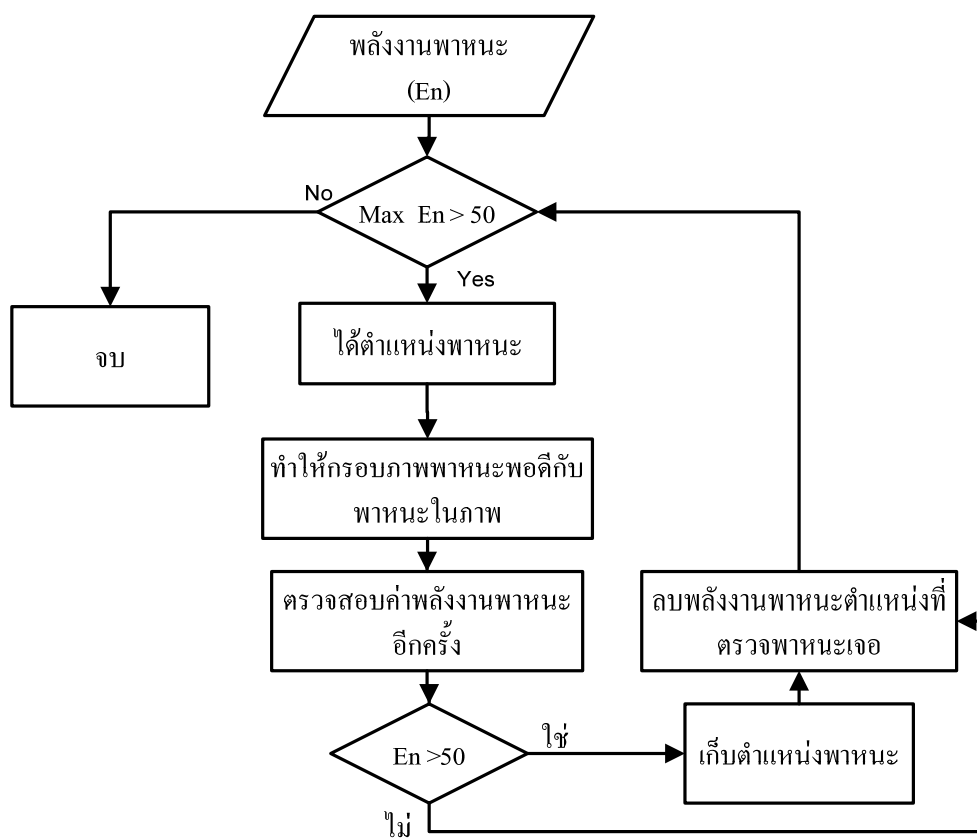 พลังงานพาหนะ
(En)
No
Max En > 50
Yes
จบ
ได้ตำแหน่งพาหนะ
ทำให้กรอบภาพพาหนะพอดีกับ
พาหนะในภาพ
ตรวจสอบค่าพลังงานพาหนะ
อีกครั้ง
ลบพลังงานพาหนะตำแหน่งที่
ตรวจพาหนะเจอ
En >50
ใช่
เก็บตำแหน่งพาหนะ
ไม่